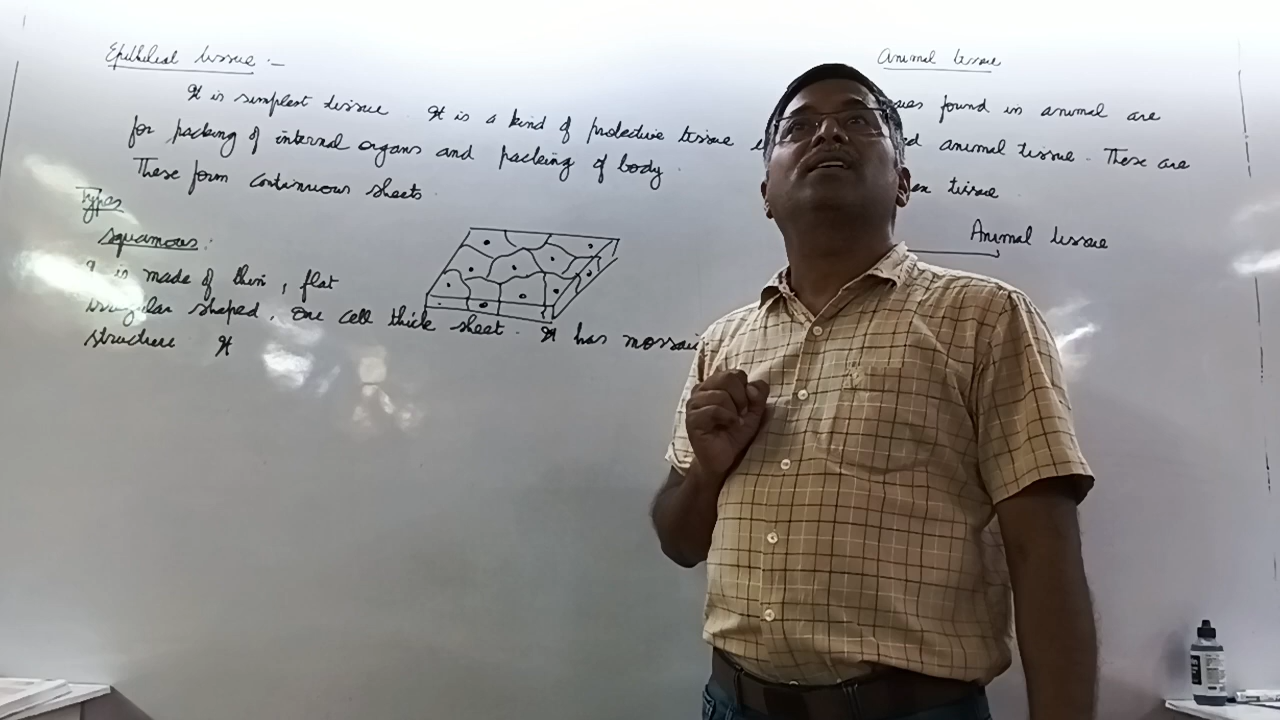 Epithelial tissue :-
It is simplest tissue It is a kind of protective tissue
for packing of internal organs and packing of body.
These form continuous sheets.
Types
Squamous :
It is made of thin, flat
irregular shaped, one cell thick sheet. It has mosaic
structure It
Animal tissue
found in animal are
animal tissue. These are
tissue
Animal tissue